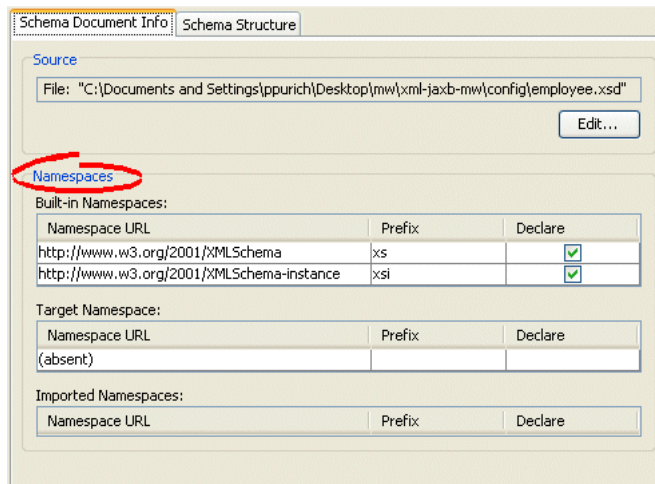 Schema Document Info Schema Structure
Source
File: "C:\Documents and Settings\ppurich\Desktop\mw\xml-jaxb-mw\config\employee.xsd"
Edit...
Namespaces
Built-in Namespaces:
Namespace URL Prefix Declare
http://www.w3.org/2001/XMLSchema xs
http://www.w3.org/2001/XMLSchema-instance xsi
Target Namespace:
Namespace URL Prefix Declare
(absent)
Imported Namespaces:
Namespace URL Prefix Declare